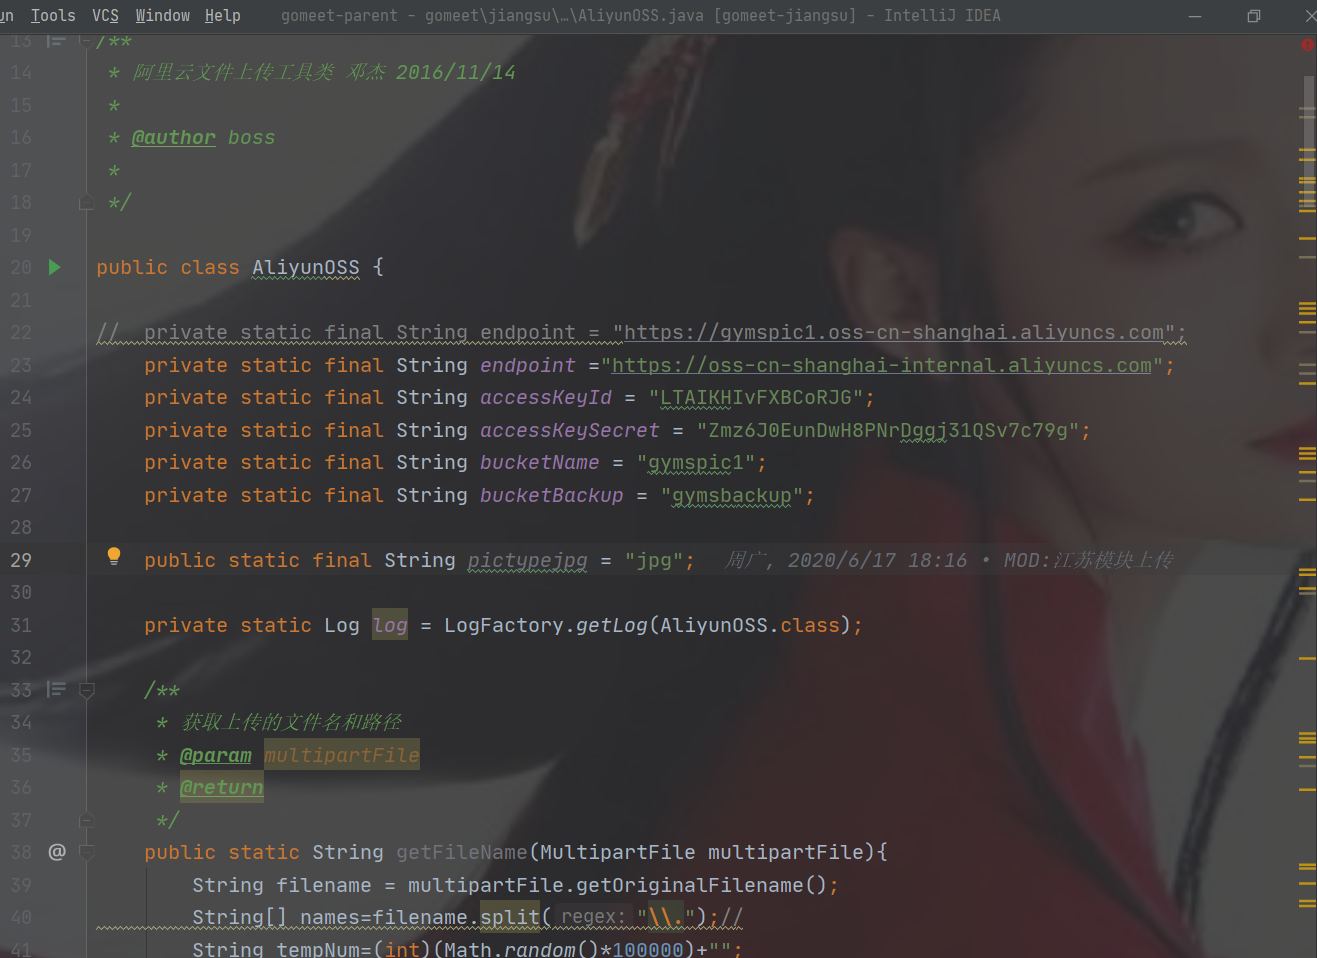 un Tools VCS Window Help gomeet-parent - gomeet\jiangsu\...\AliyunOSS.java [gomeet-jiangsu] - IntelliJ IDEA
13 /**
14 * 阿里云文件上传工具类 邓杰 2016/11/14
15 *
16 * @author boss
17 *
18 */
19
20 public class AliyunOSS {
21
22 // private static final String endpoint = "https://gymspic1.oss-cn-shanghai.aliyuncs.com";
23 private static final String endpoint ="https://oss-cn-shanghai-internal.aliyuncs.com";
24 private static final String accessKeyId = "LTAIKHIvFXBCoRJG";
25 private static final String accessKeySecret = "Zmz6J0EunDwH8PNrDggj31QSv7c79g";
26 private static final String bucketName = "gymspic1";
27 private static final String bucketBackup = "gymsbackup";
28
29 public static final String pictypejpg = "jpg"; 周广, 2020/6/17 18:16 • MOD:江苏模块上传
30
31 private static Log log = LogFactory.getLog(AliyunOSS.class);
32
33 /**
34 * 获取上传的文件名和路径
35 * @param multipartFile
36 * @return
37 */
38 @ public static String getFileName(MultipartFile multipartFile){
39 String filename = multipartFile.getOriginalFilename();
40 String[] names=filename.split( regex: "\\.");//
41 String tempNum=(int)(Math.random()*100000)+"";